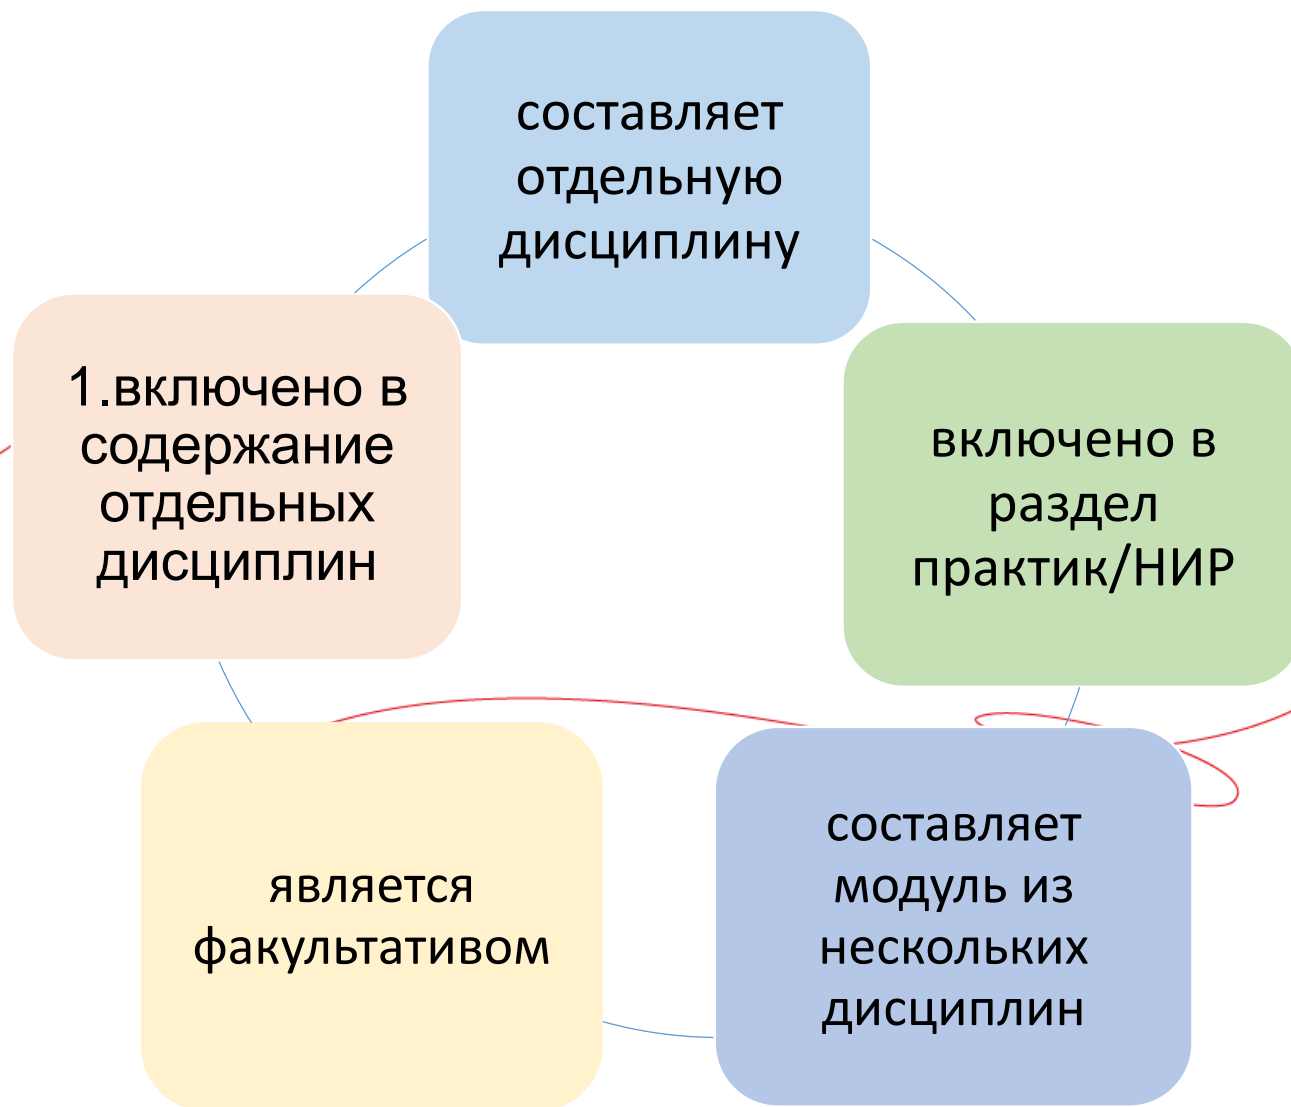 составляет
отдельную
дисциплину
1.включено в
содержание
отдельных
дисциплин
включено в
раздел
практик/НИР
является
факультативом
составляет
модуль из
нескольких
дисциплин